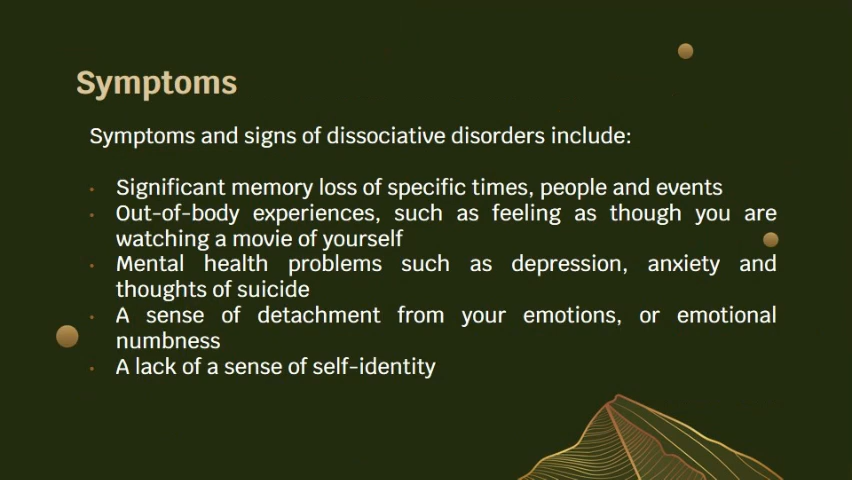 Symptoms
Symptoms and signs of dissociative disorders include:
• Significant memory loss of specific times, people and events
• Out-of-body experiences, such as feeling as though you are
watching a movie of yourself
• Mental health problems such as depression, anxiety and
thoughts of suicide
• A sense of detachment from your emotions, or emotional
numbness
• A lack of a sense of self-identity